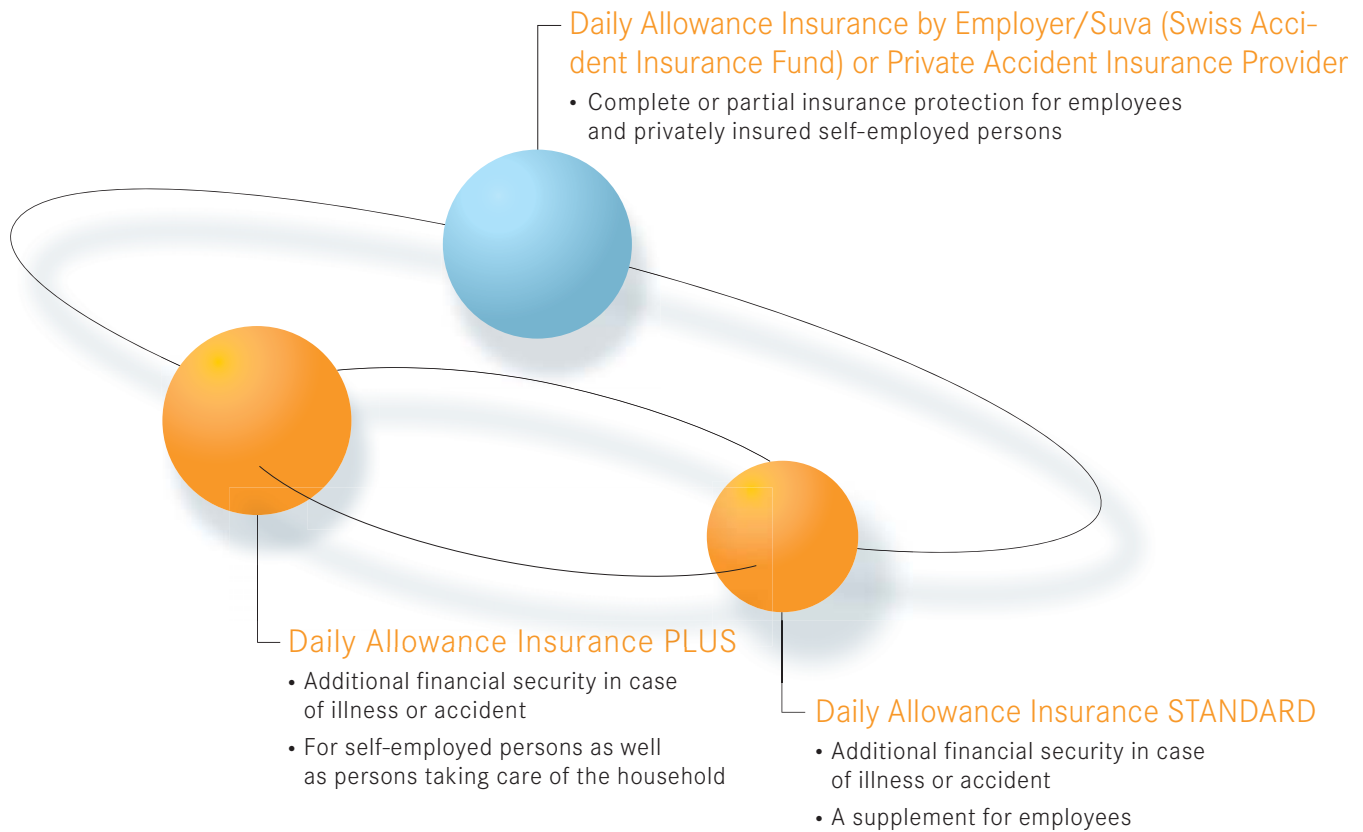 Daily Allowance Insurance by Employer/Suva (Swiss Acci-
dent Insurance Fund) or Private Accident Insurance Provider
• Complete or partial insurance protection for employees
and privately insured self-employed persons
Daily Allowance Insurance PLUS
• Additional financial security in case
of illness or accident
• For self-employed persons as well
as persons taking care of the household
Daily Allowance Insurance STANDARD
• Additional financial security in case
of illness or accident
• A supplement for employees